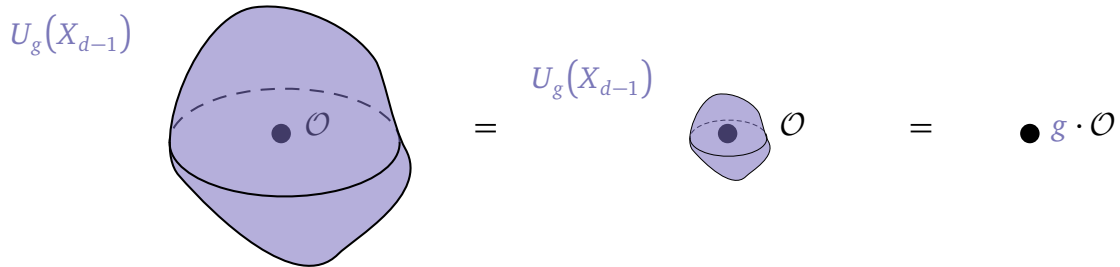 U_g(X_{d−1})
𝒪
=
U_g(X_{d−1})
𝒪
=
g · 𝒪